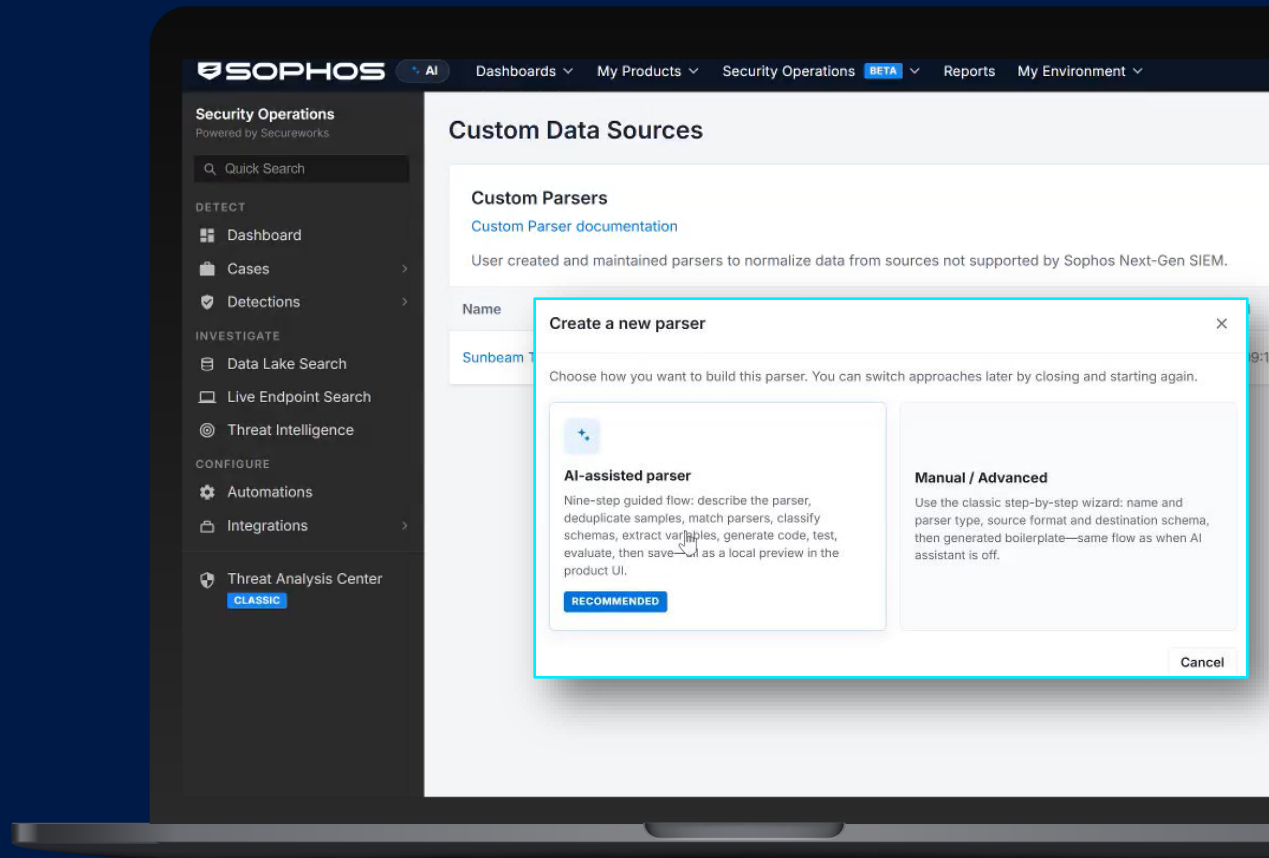 SOPHOS
AI
Dashboards
My Products
Security Operations BETA
Reports
My Environment
Security Operations
Powered by Secureworks
Quick Search
DETECT
Dashboard
Cases
Detections
INVESTIGATE
Data Lake Search
Live Endpoint Search
Threat Intelligence
CONFIGURE
Automations
Integrations
Threat Analysis Center
CLASSIC
Custom Data Sources
Custom Parsers
Custom Parser documentation
User created and maintained parsers to normalize data from sources not supported by Sophos Next-Gen SIEM.
Name
Sunbeam
Create a new parser
Choose how you want to build this parser. You can switch approaches later by closing and starting again.
AI-assisted parser
Nine-step guided flow: describe the parser,
deduplicate samples, match parsers, classify
schemas, extract variables, generate code, test,
evaluate, then save—all as a local preview in the
product UI.
RECOMMENDED
Manual / Advanced
Use the classic step-by-step wizard: name and
parser type, source format and destination schema,
then generated boilerplate—same flow as when AI
assistant is off.
Cancel